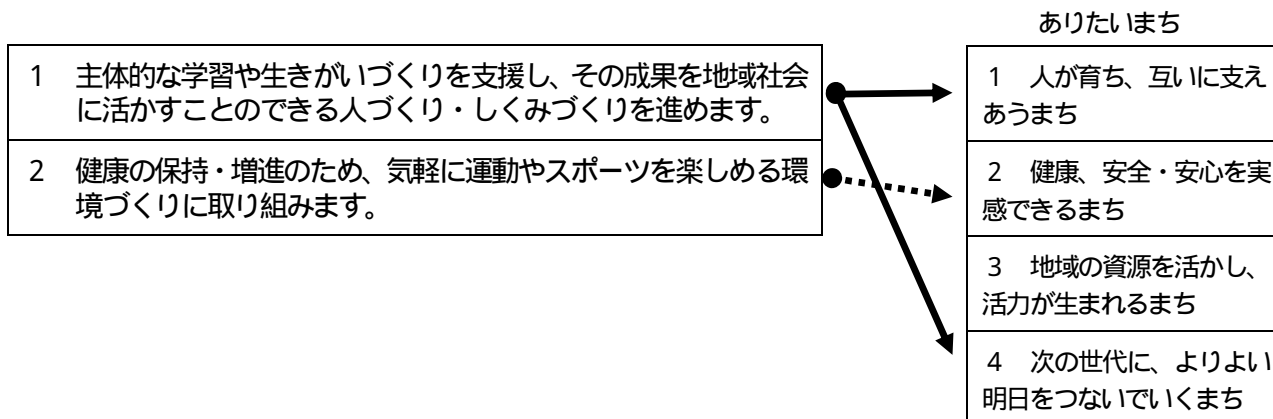 ありたいまち
1 主体的な学習や生きがいづくりを支援し、その成果を地域社会
に活かすことのできる人づくり・しくみづくりを進めます。
2 健康の保持・増進のため、気軽に運動やスポーツを楽しめる環
境づくりに取り組みます。
1 人が育ち、互いに支え
あうまち
2 健康、安全・安心を実
感できるまち
3 地域の資源を活かし、
活力が生まれるまち
4 次の世代に、よりよい
明日をつないでいくまち